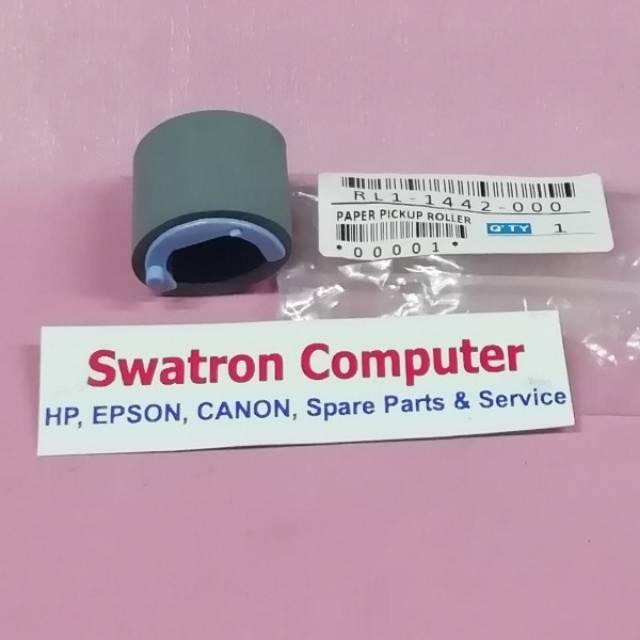 RL1-1442-000
PAPER PICKUP ROLLER Q'TY 1
*00001*
Swatron Computer
HP, EPSON, CANON, Spare Parts & Service